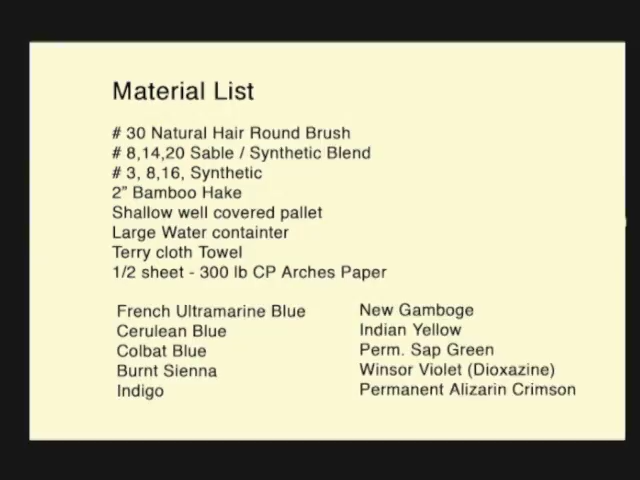 Material List
# 30 Natural Hair Round Brush
# 8,14,20 Sable / Synthetic Blend
# 3, 8,16, Synthetic
2” Bamboo Hake
Shallow well covered pallet
Large Water containter
Terry cloth Towel
1/2 sheet - 300 lb CP Arches Paper
French Ultramarine Blue
Cerulean Blue
Colbat Blue
Burnt Sienna
Indigo
New Gamboge
Indian Yellow
Perm. Sap Green
Winsor Violet (Dioxazine)
Permanent Alizarin Crimson